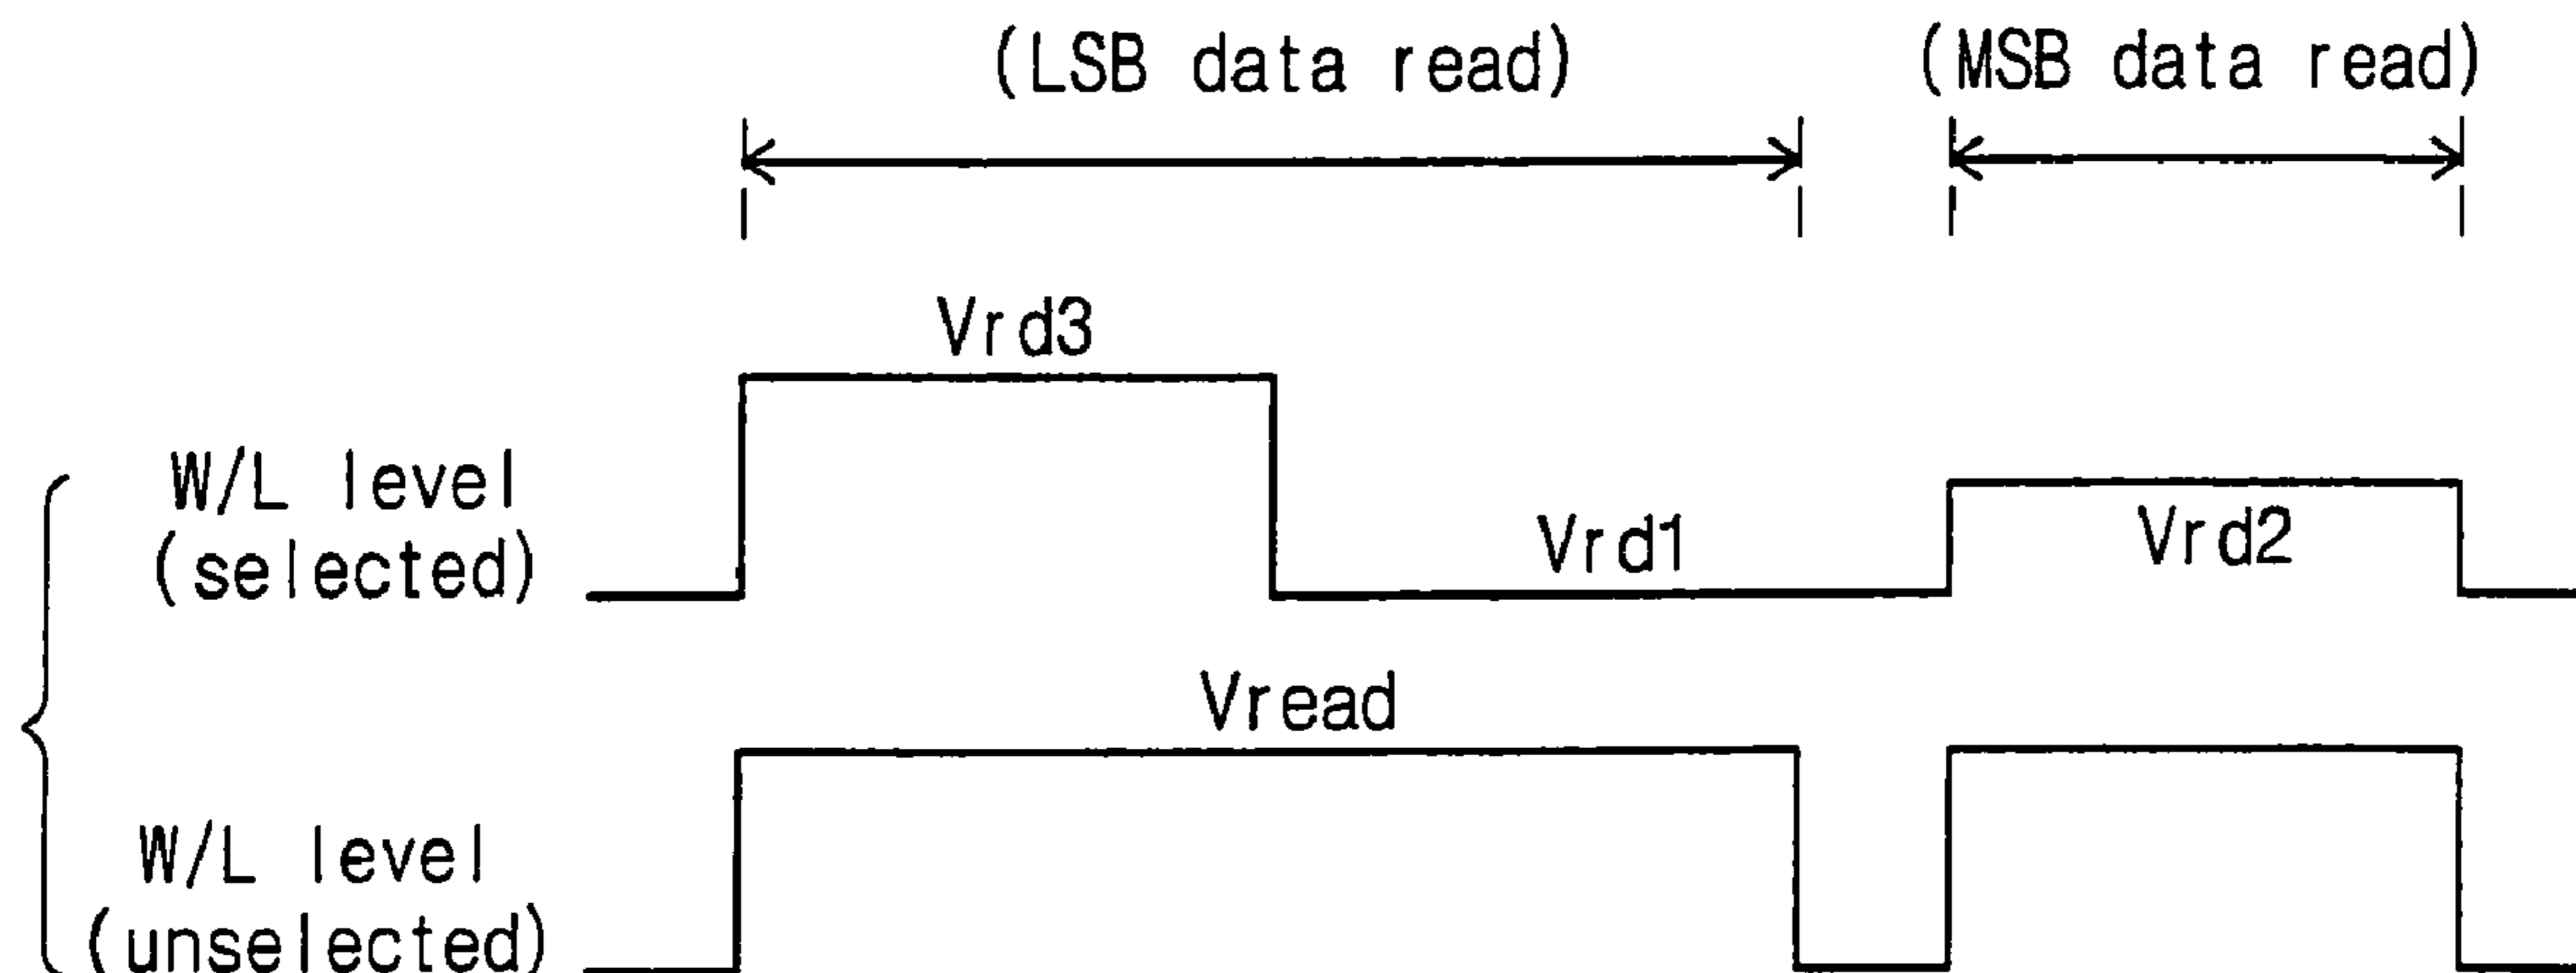 (LSB data read)
(MSB data read)
Vrd3
W/L level
(selected)
Vrd1
Vrd2
Vread
W/L level
(unselected)